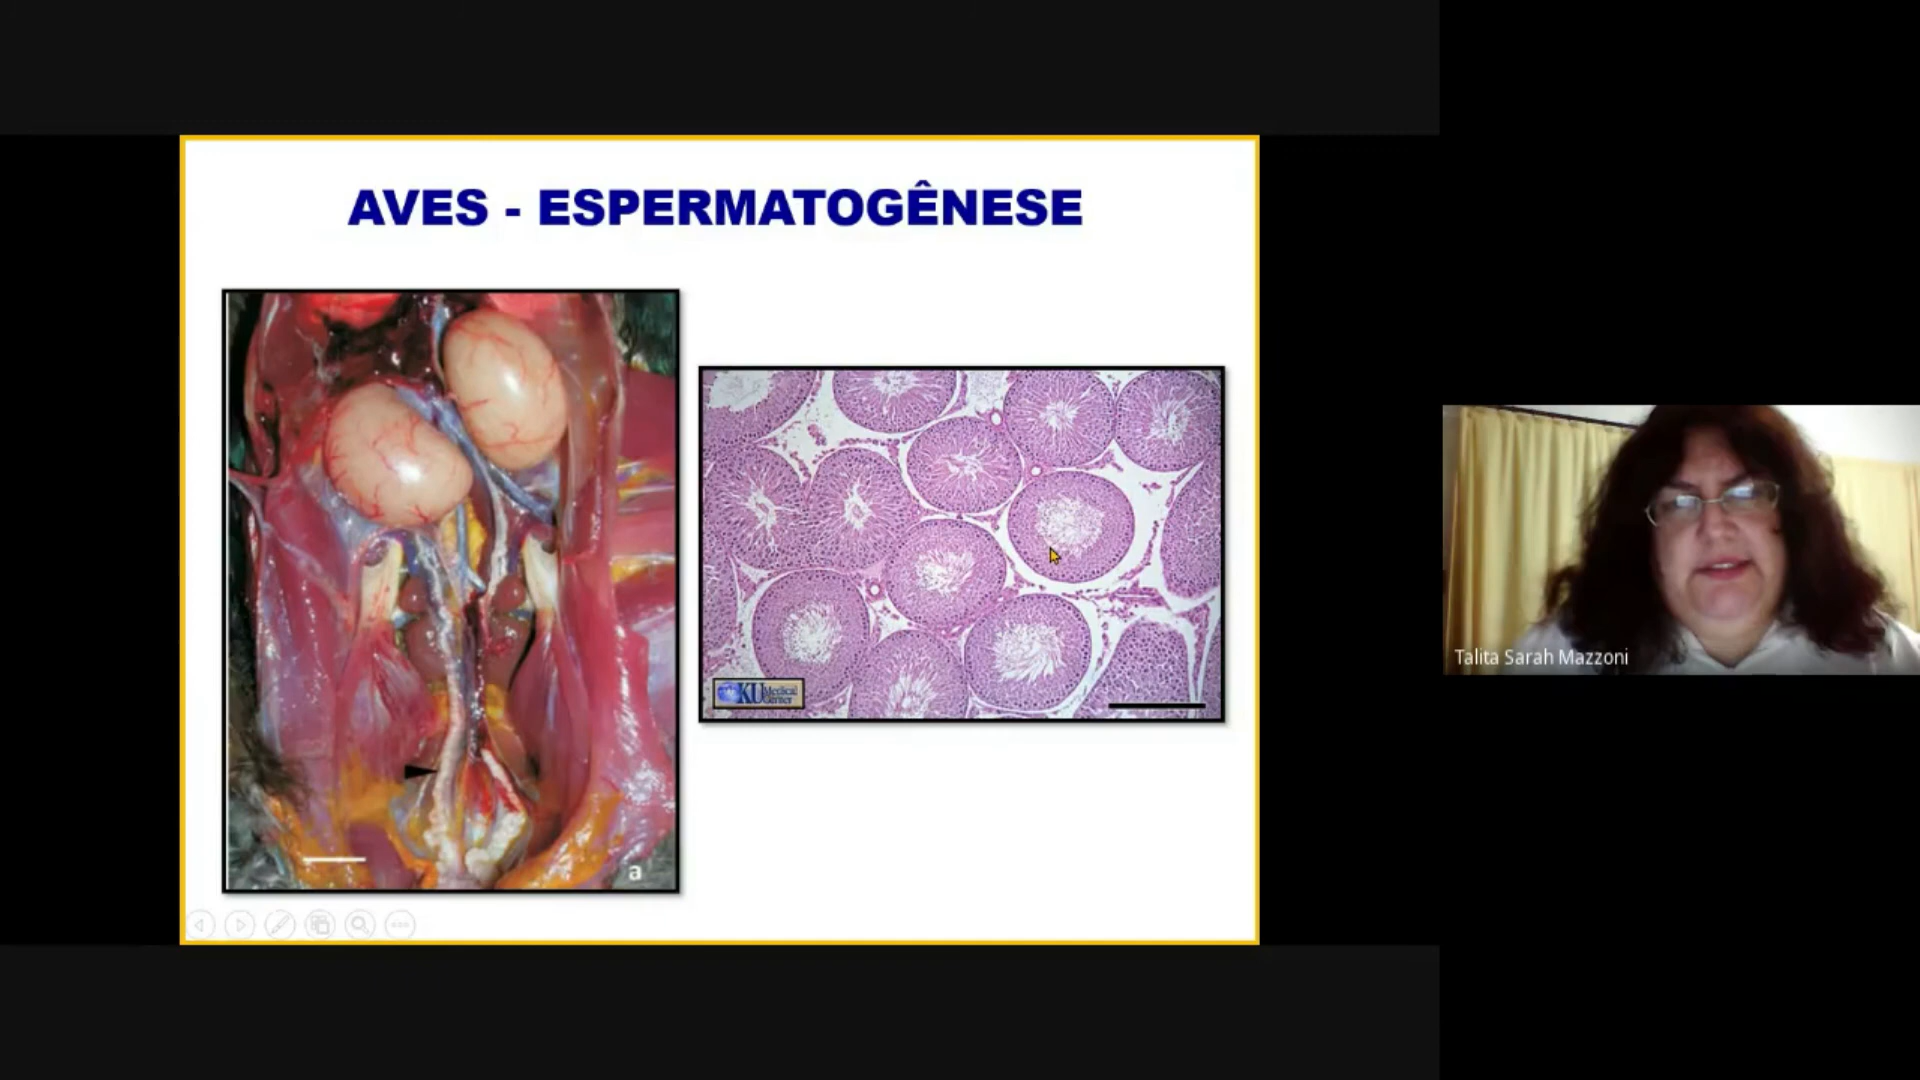 AVES - ESPERMATOGÊNESE
a
KU Medical Center
Talita Sarah Mazzoni